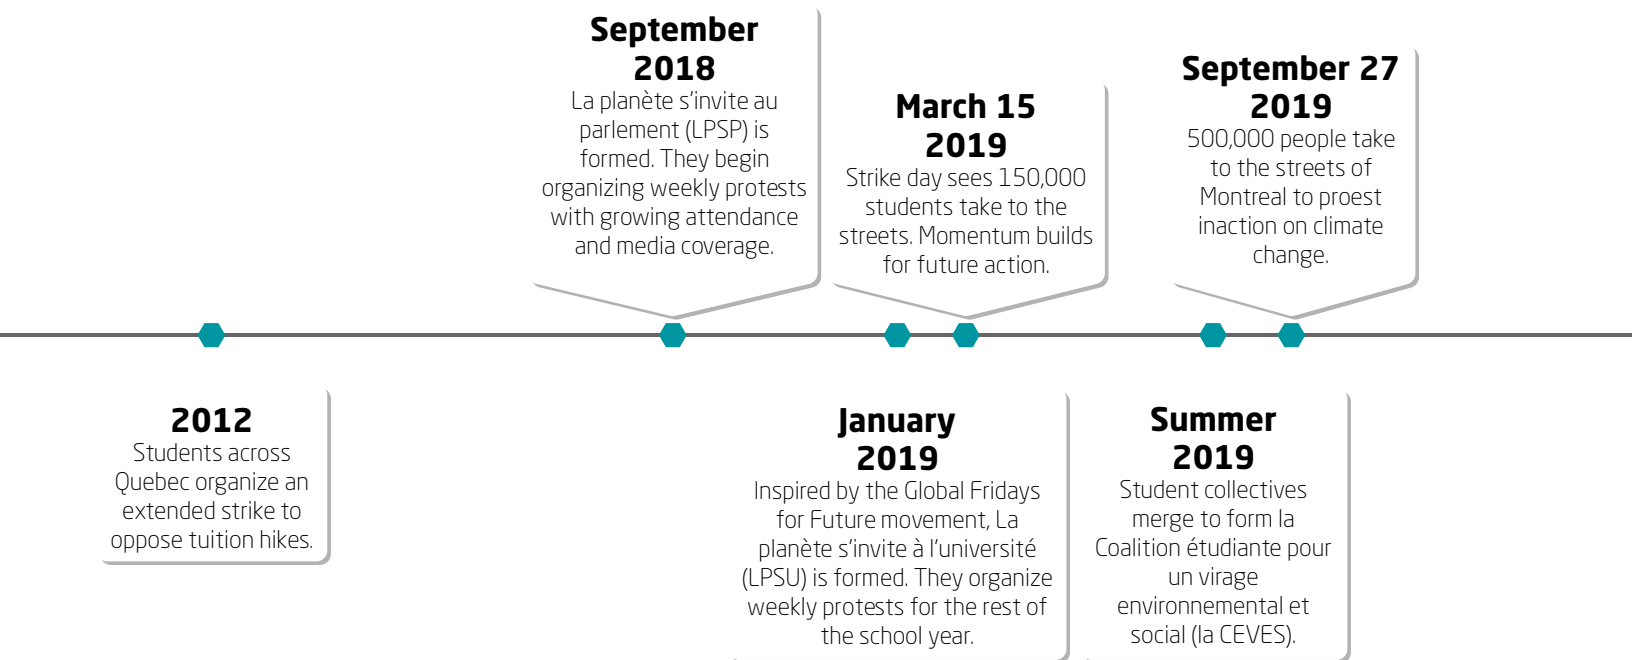 September
2018
La planète s'invite au
parlement (LPSP) is
formed. They begin
organizing weekly protests
with growing attendance
and media coverage.
March 15
2019
Strike day sees 150,000
students take to the
streets. Momentum builds
for future action.
September 27
2019
500,000 people take
to the streets of
Montreal to proest
inaction on climate
change.
2012
Students across
Quebec organize an
extended strike to
oppose tuition hikes.
January
2019
Inspired by the Global Fridays
for Future movement, La
planète s'invite à l'université
(LPSU) is formed. They organize
weekly protests for the rest of
the school year.
Summer
2019
Student collectives
merge to form la
Coalition étudiante pour
un virage
environnemental et
social (la CEVES).